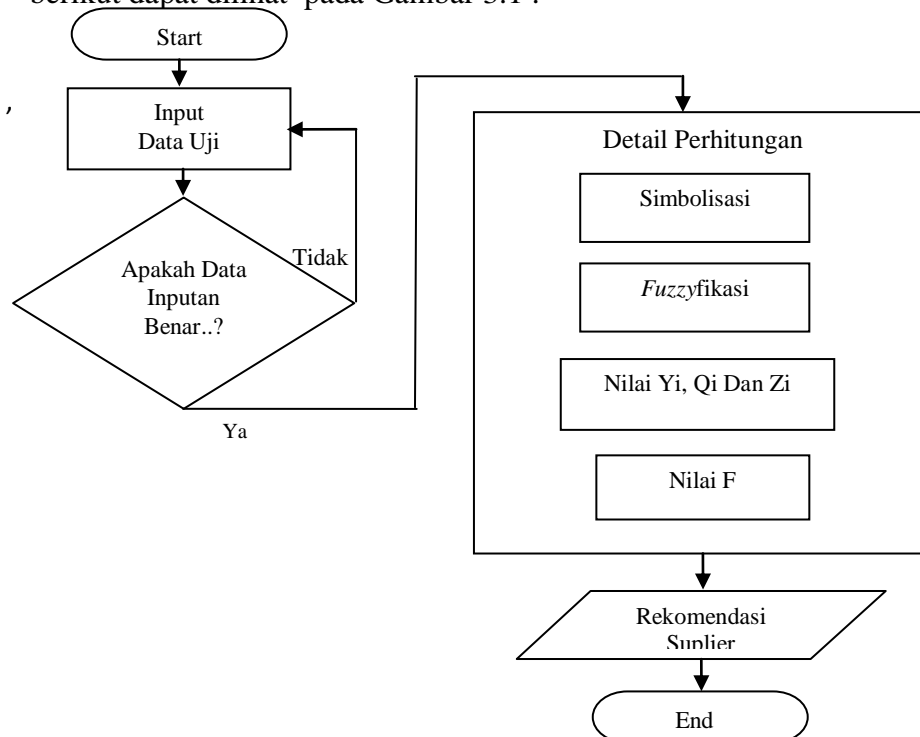 berikut dapat dilihat pada Gambar 3.1 .
Start
,
Input
Data Uji
Apakah Data
Inputan
Benar..?
Tidak
Ya
Detail Perhitungan
Simbolisasi
Fuzzyfikasi
Nilai Yi, Qi Dan Zi
Nilai F
Rekomendasi
Suplier
End